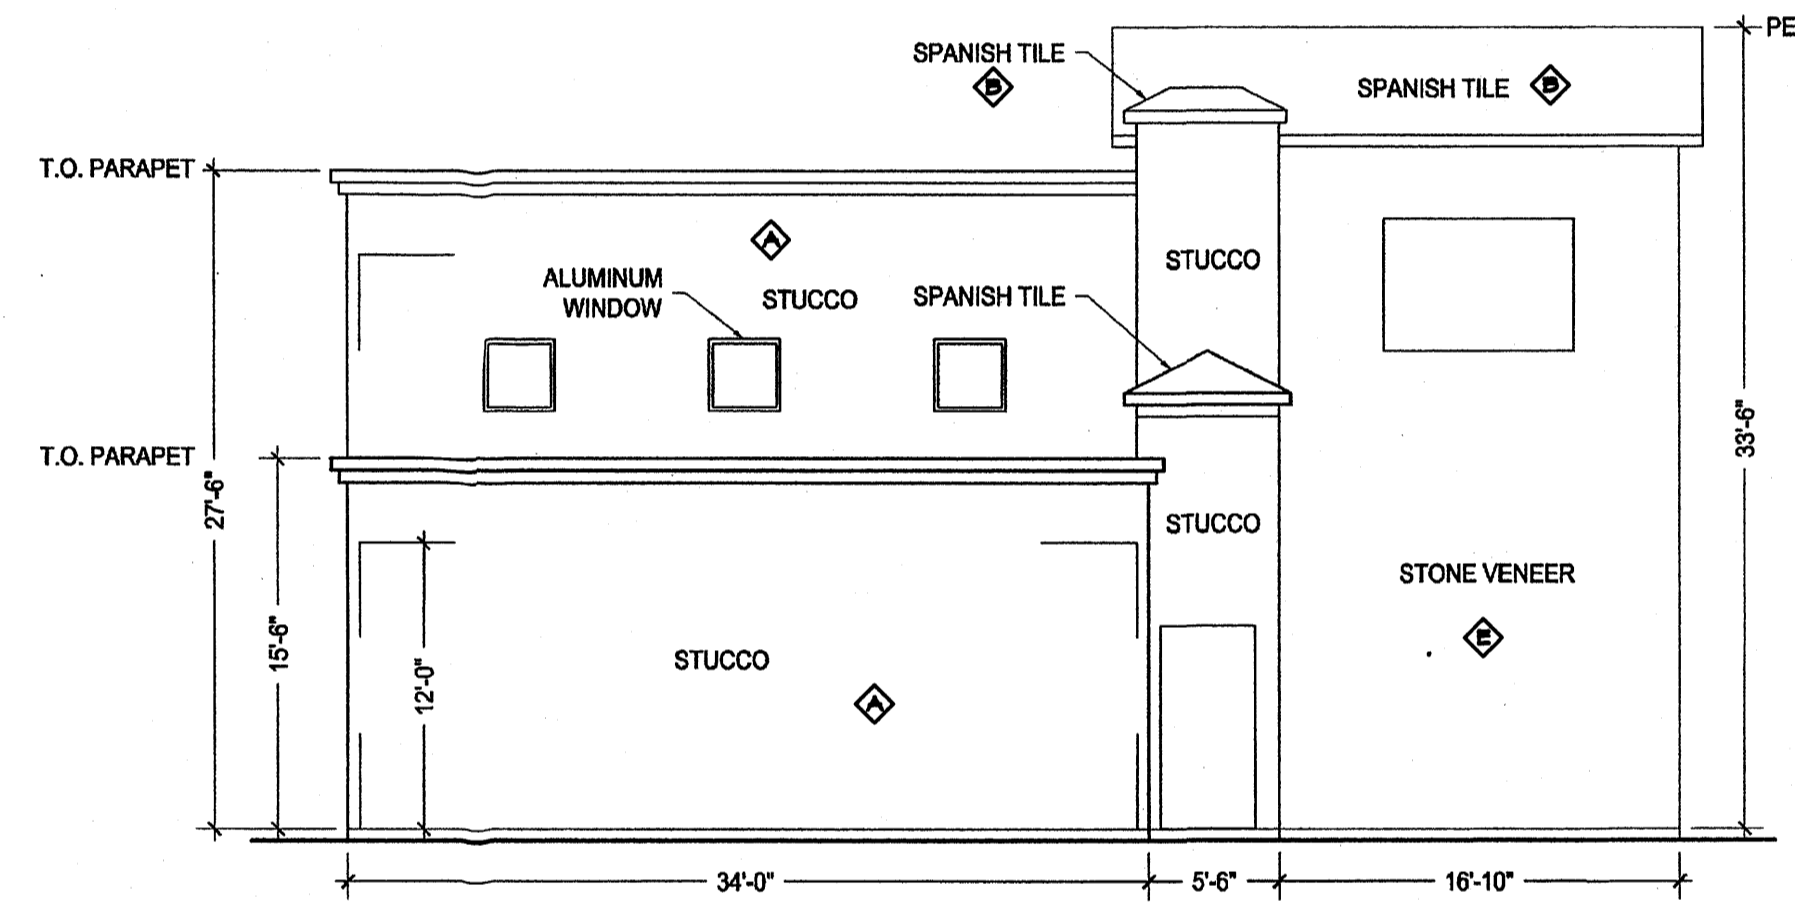 PE
SPANISH TILE
B
SPANISH TILE B
T.O. PARAPET
A
STUCCO
ALUMINUM
WINDOW
STUCCO
SPANISH TILE
33'-6"
T.O. PARAPET
27'-6"
STUCCO
STONE VENEER
15'-6"
E
12'-0"
STUCCO
A
34'-0"
5'-6"
16'-10"